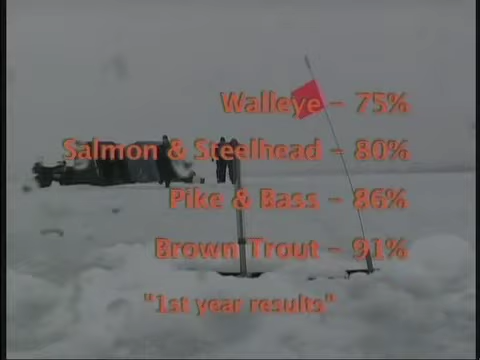 Walleye - 75%
Salmon & Steelhead - 80%
Pike & Bass - 86%
Brown Trout - 91%
"1st year results"